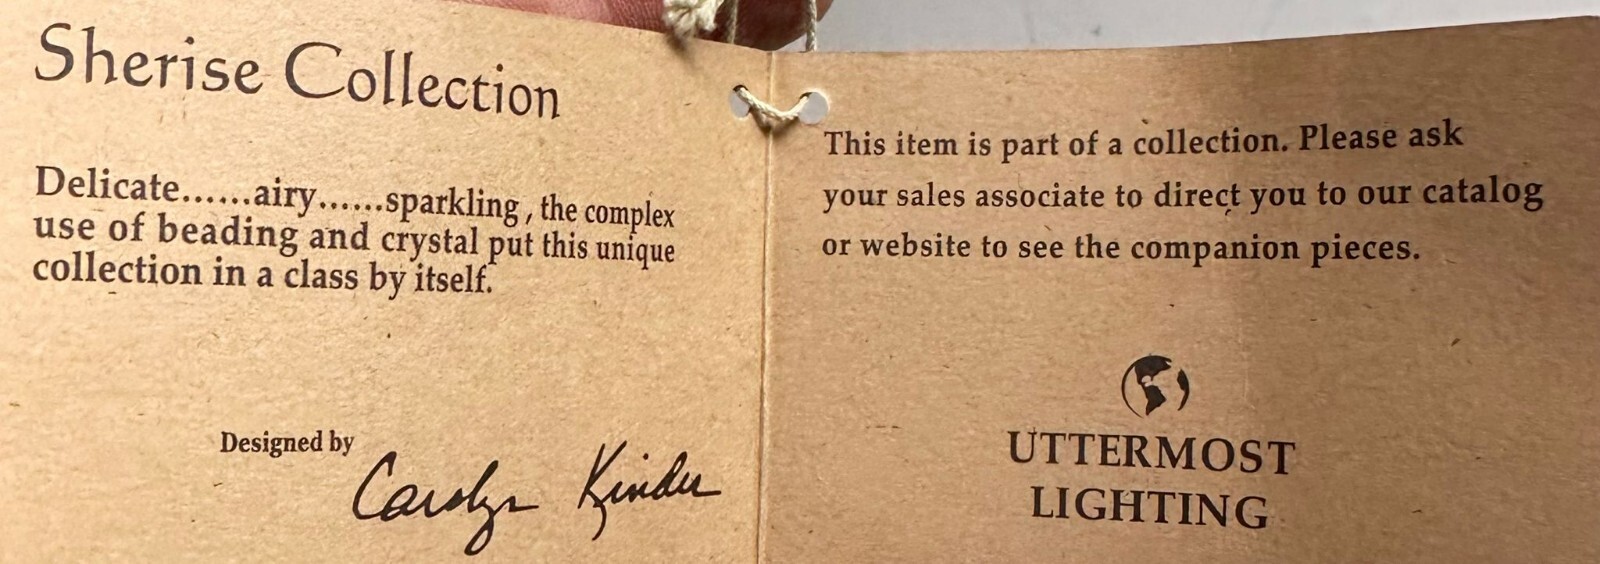 Sherise Collection
Delicate......airy......sparkling, the complex
use of beading and crystal put this unique
collection in a class by itself.
Designed by
Carolyn Kinder
This item is part of a collection. Please ask
your sales associate to direct you to our catalog
or website to see the companion pieces.
UTTERMOST
LIGHTING